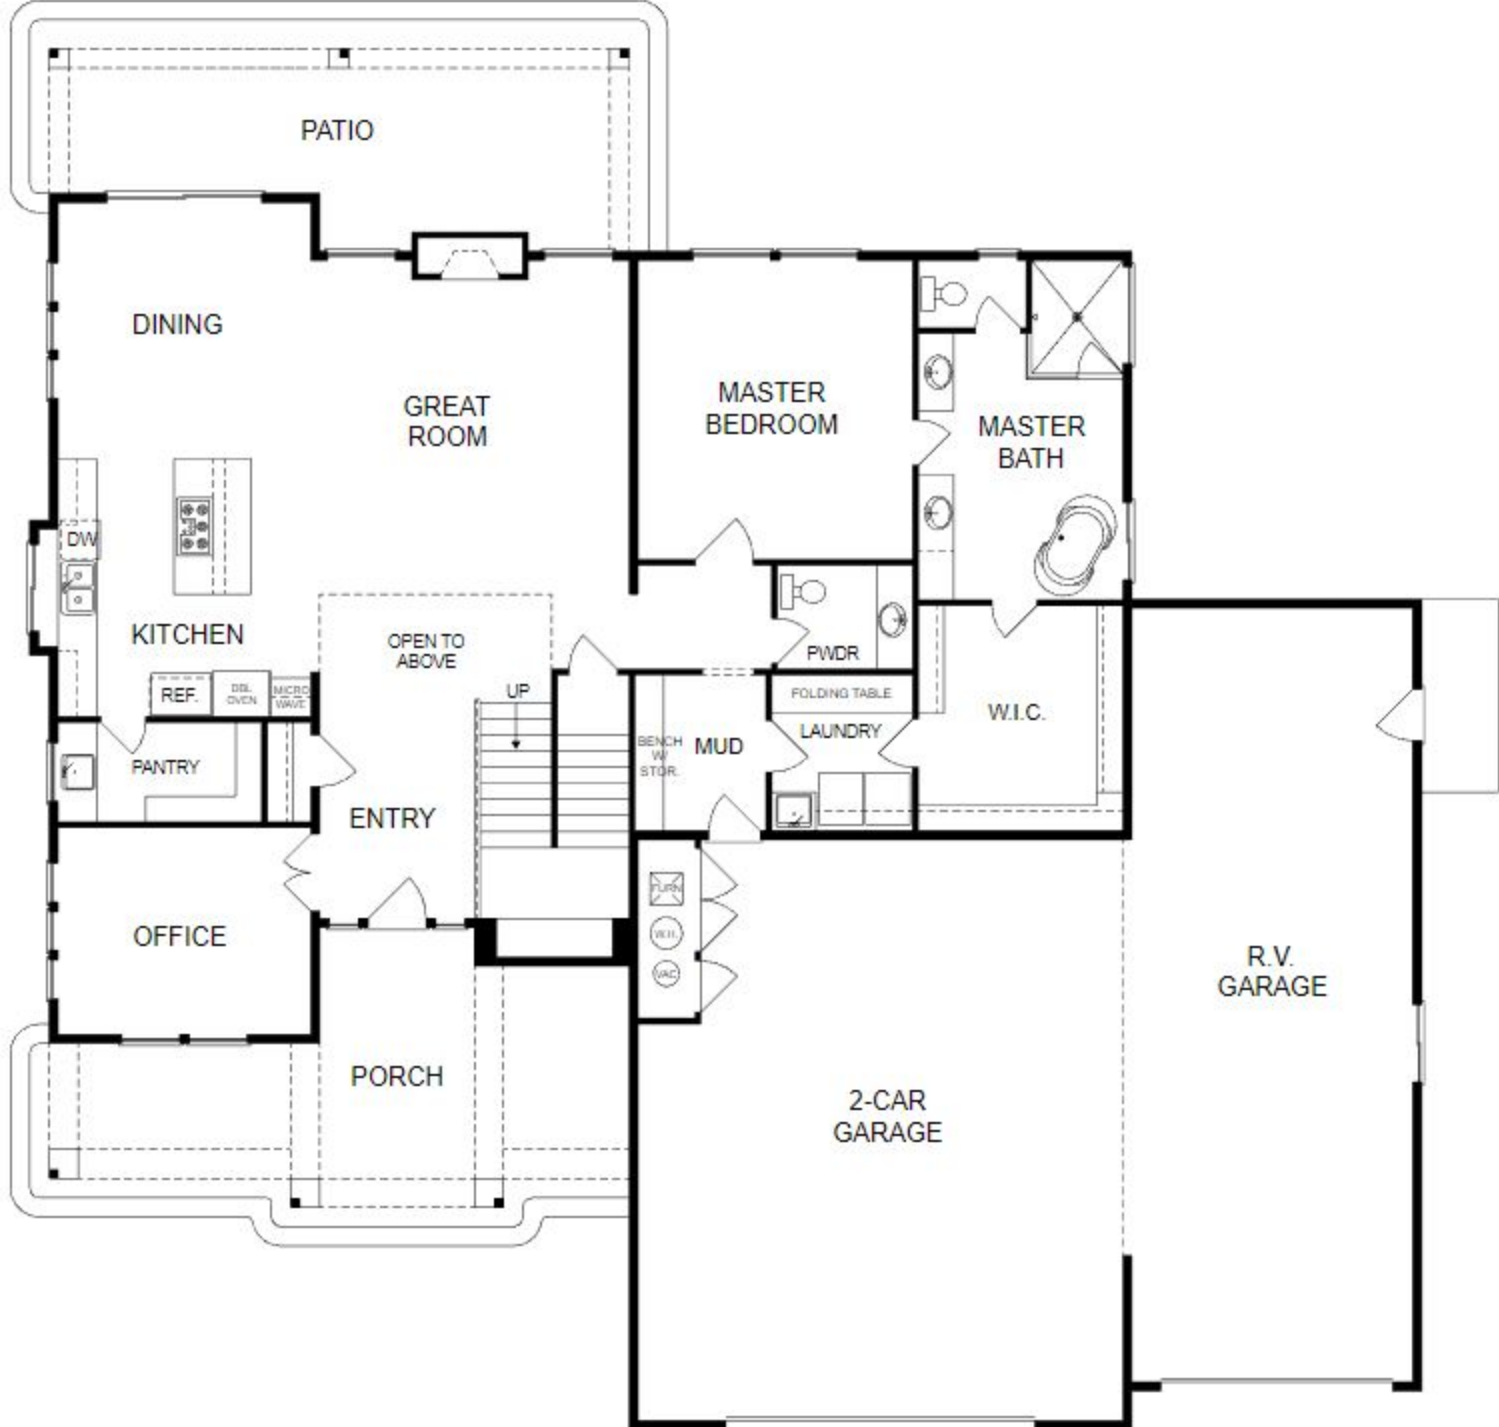 PATIO
DINING
GREAT
ROOM
MASTER
BEDROOM
MASTER
BATH
DW
KITCHEN
OPEN TO
ABOVE
REF.
DBL
OVEN
MICRO
WAVE
UP
PWDR
FOLDING TABLE
LAUNDRY
W.I.C.
BENCH
W/
STOR.
MUD
PANTRY
ENTRY
OFFICE
FURN
W.H.
VAC
R.V.
GARAGE
PORCH
2-CAR
GARAGE